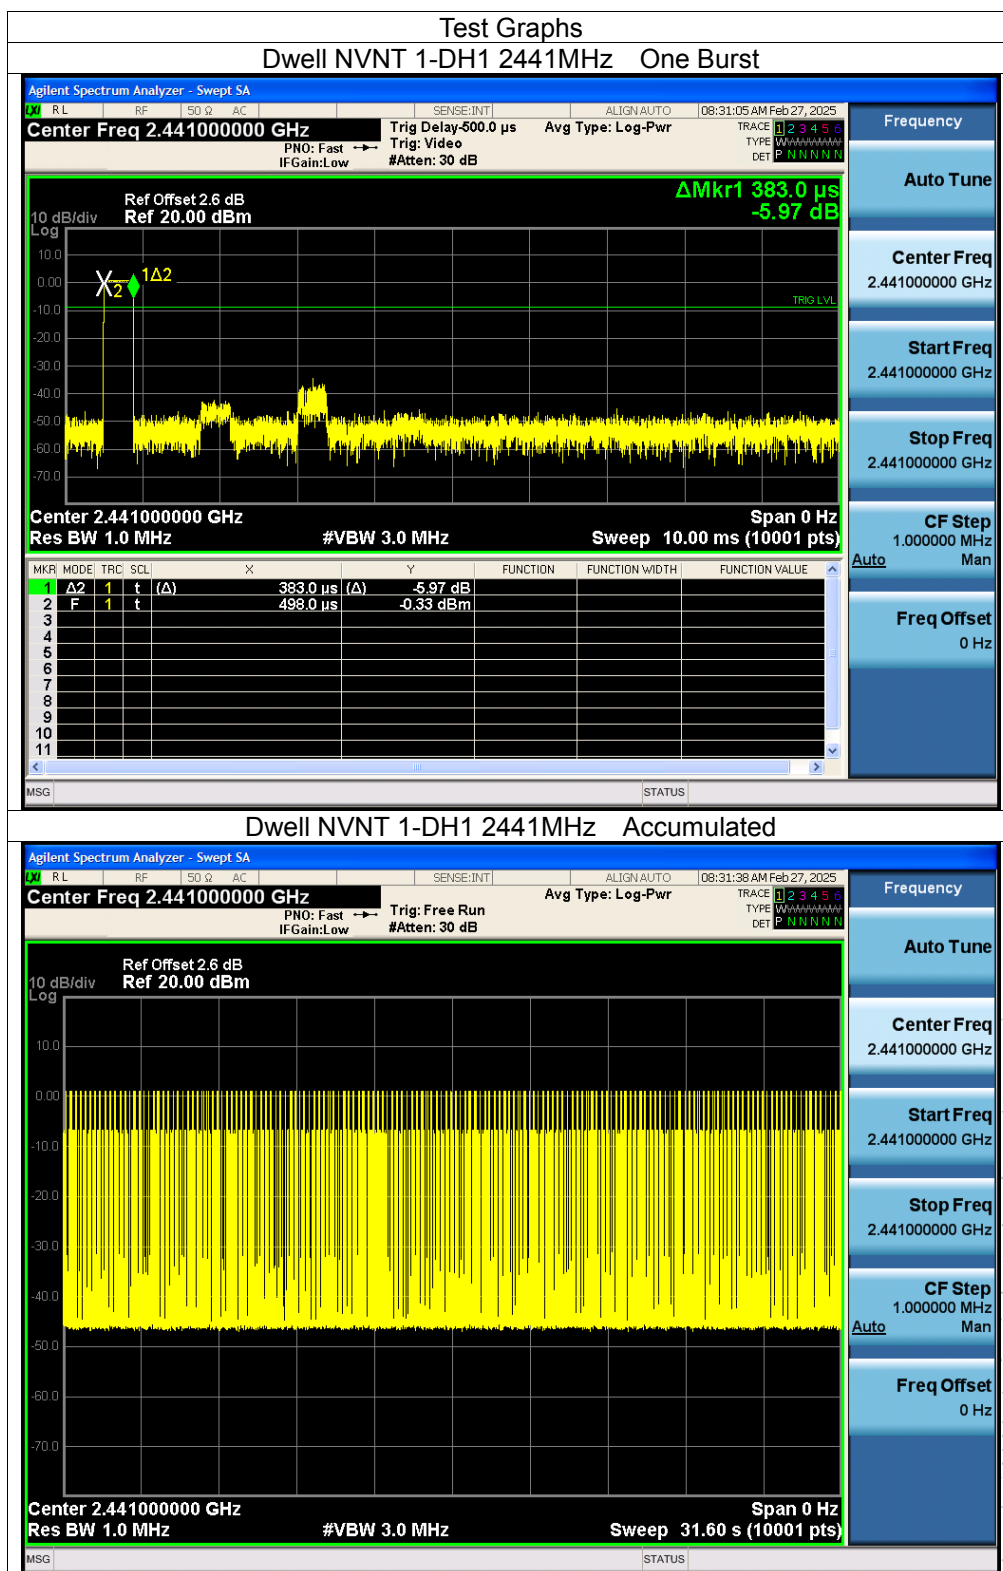 Test Graphs
Dwell NVNT 1-DH1 2441MHz One Burst
Agilent Spectrum Analyzer - Swept SA
LXI RL RF 50 Ω AC SENSE:INT ALIGN AUTO 08:31:05 AM Feb 27, 2025
Center Freq 2.441000000 GHz
Trig Delay-500.0 µs Avg Type: Log-Pwr TRACE 1 2 3 4 5 6
PNO: Fast Trig: Video TYPE WWWWWW
IFGain:Low #Atten: 30 dB DET P N N N N N
Frequency
Auto Tune
ΔMkr1 383.0 µs
-5.97 dB
Ref Offset 2.6 dB
10 dB/div Ref 20.00 dBm
Log
10.0
0.00
-10.0
-20.0
-30.0
-40.0
-50.0
-60.0
-70.0
X2
1Δ2
TRIG LVL
Center Freq
2.441000000 GHz
Start Freq
2.441000000 GHz
Stop Freq
2.441000000 GHz
CF Step
1.000000 MHz
Auto Man
Freq Offset
0 Hz
Center 2.441000000 GHz Span 0 Hz
Res BW 1.0 MHz #VBW 3.0 MHz Sweep 10.00 ms (10001 pts)
MKR MODE TRC SCL X Y FUNCTION FUNCTION WIDTH FUNCTION VALUE
1 Δ2 1 t (Δ) 383.0 µs (Δ) -5.97 dB
2 F 1 t 498.0 µs -0.33 dBm
3
4
5
6
7
8
9
10
11
MSG STATUS
Dwell NVNT 1-DH1 2441MHz Accumulated
Agilent Spectrum Analyzer - Swept SA
LXI RL RF 50 Ω AC SENSE:INT ALIGN AUTO 08:31:38 AM Feb 27, 2025
Center Freq 2.441000000 GHz
Avg Type: Log-Pwr TRACE 1 2 3 4 5 6
PNO: Fast Trig: Free Run TYPE WWWWWW
IFGain:Low #Atten: 30 dB DET P N N N N N
Frequency
Auto Tune
Ref Offset 2.6 dB
10 dB/div Ref 20.00 dBm
Log
10.0
0.00
-10.0
-20.0
-30.0
-40.0
-50.0
-60.0
-70.0
Center Freq
2.441000000 GHz
Start Freq
2.441000000 GHz
Stop Freq
2.441000000 GHz
CF Step
1.000000 MHz
Auto Man
Freq Offset
0 Hz
Center 2.441000000 GHz Span 0 Hz
Res BW 1.0 MHz #VBW 3.0 MHz Sweep 31.60 s (10001 pts)
MSG STATUS